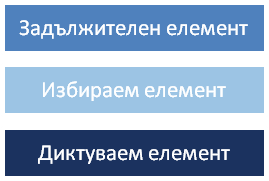 Задължителен елемент
Избираем елемент
Диктуваем елемент